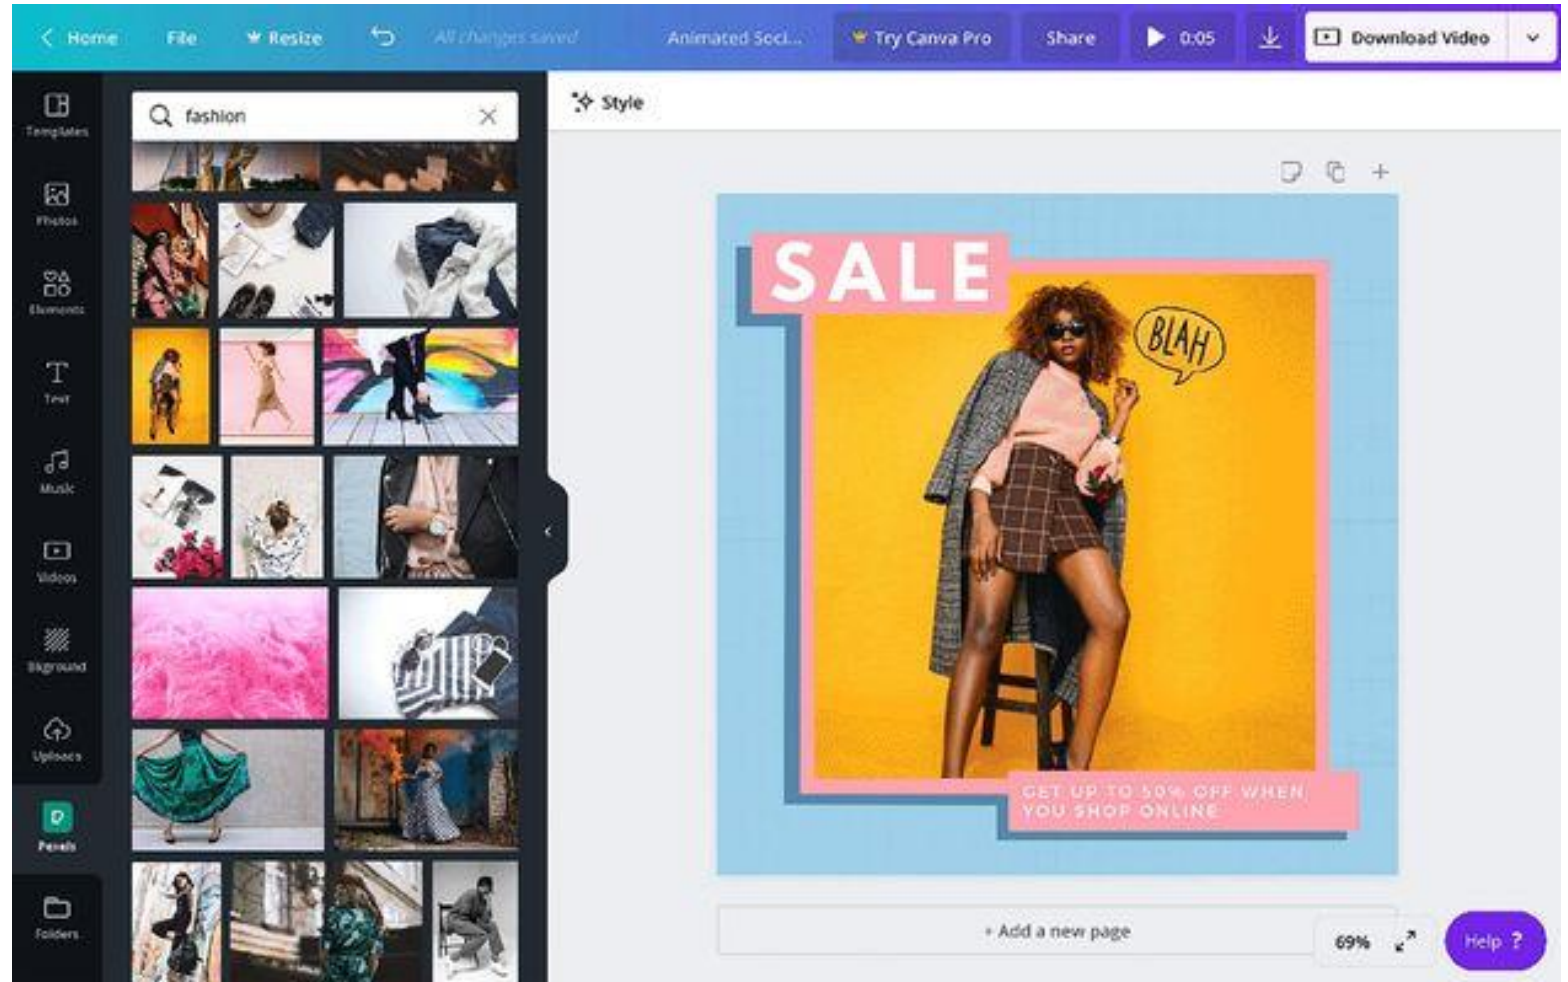 Home
File
Resize
All changes saved
Animated Soci...
Try Canva Pro
Share
0:05
Download Video
Templates
fashion
Style
Photos
Elements
Text
Music
Videos
Bkground
Uploads
Pexels
Folders
SALE
BLAH
GET UP TO 50% OFF WHEN
YOU SHOP ONLINE
+ Add a new page
69%
Help ?